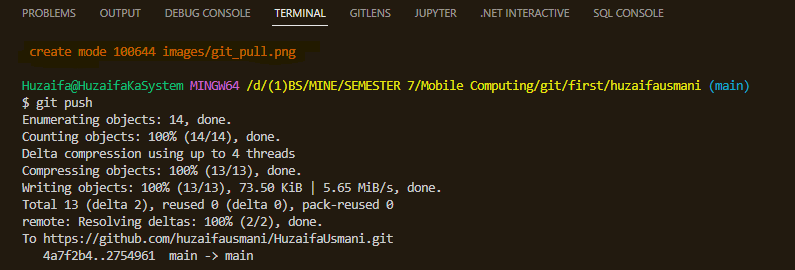 PROBLEMS OUTPUT DEBUG CONSOLE TERMINAL GITLENS JUPYTER .NET INTERACTIVE SQL CONSOLE
create mode 100644 images/git_pull.png
Huzaifa@HuzaifaKaSystem MINGW64 /d/(1)BS/MINE/SEMESTER 7/Mobile Computing/git/first/huzaifausmani (main)
$ git push
Enumerating objects: 14, done.
Counting objects: 100% (14/14), done.
Delta compression using up to 4 threads
Compressing objects: 100% (13/13), done.
Writing objects: 100% (13/13), 73.50 KiB | 5.65 MiB/s, done.
Total 13 (delta 2), reused 0 (delta 0), pack-reused 0
remote: Resolving deltas: 100% (2/2), done.
To https://github.com/huzaifausmani/HuzaifaUsmani.git
4a7f2b4..2754961 main -> main